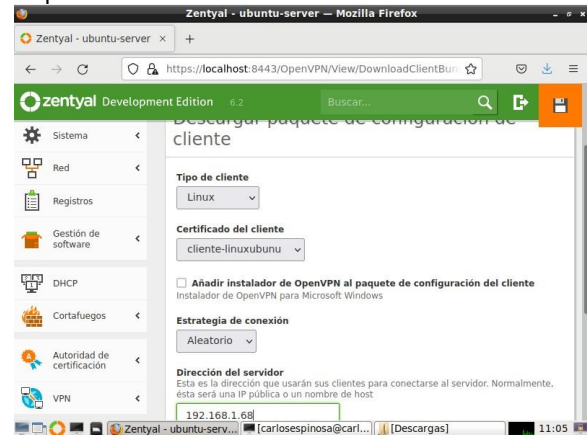 Zentyal - ubuntu-server — Mozilla Firefox
Zentyal - ubuntu-server
https://localhost:8443/OpenVPN/View/DownloadClientBun
zentyal Development Edition 6.2
Buscar...
Descargar paquete de configuración de
cliente
Sistema
Red
Registros
Gestión de
software
DHCP
Cortafuegos
Autoridad de
certificación
VPN
Tipo de cliente
Linux
Certificado del cliente
cliente-linuxubunu
Añadir instalador de OpenVPN al paquete de configuración del cliente
Instalador de OpenVPN para Microsoft Windows
Estrategia de conexión
Aleatorio
Dirección del servidor
Esta es la dirección que usarán sus clientes para conectarse al servidor. Normalmente,
ésta será una IP pública o un nombre de host
192.168.1.68
Zentyal - ubuntu-serv...
[carlosespinosa@carl...
[Descargas]
11:05